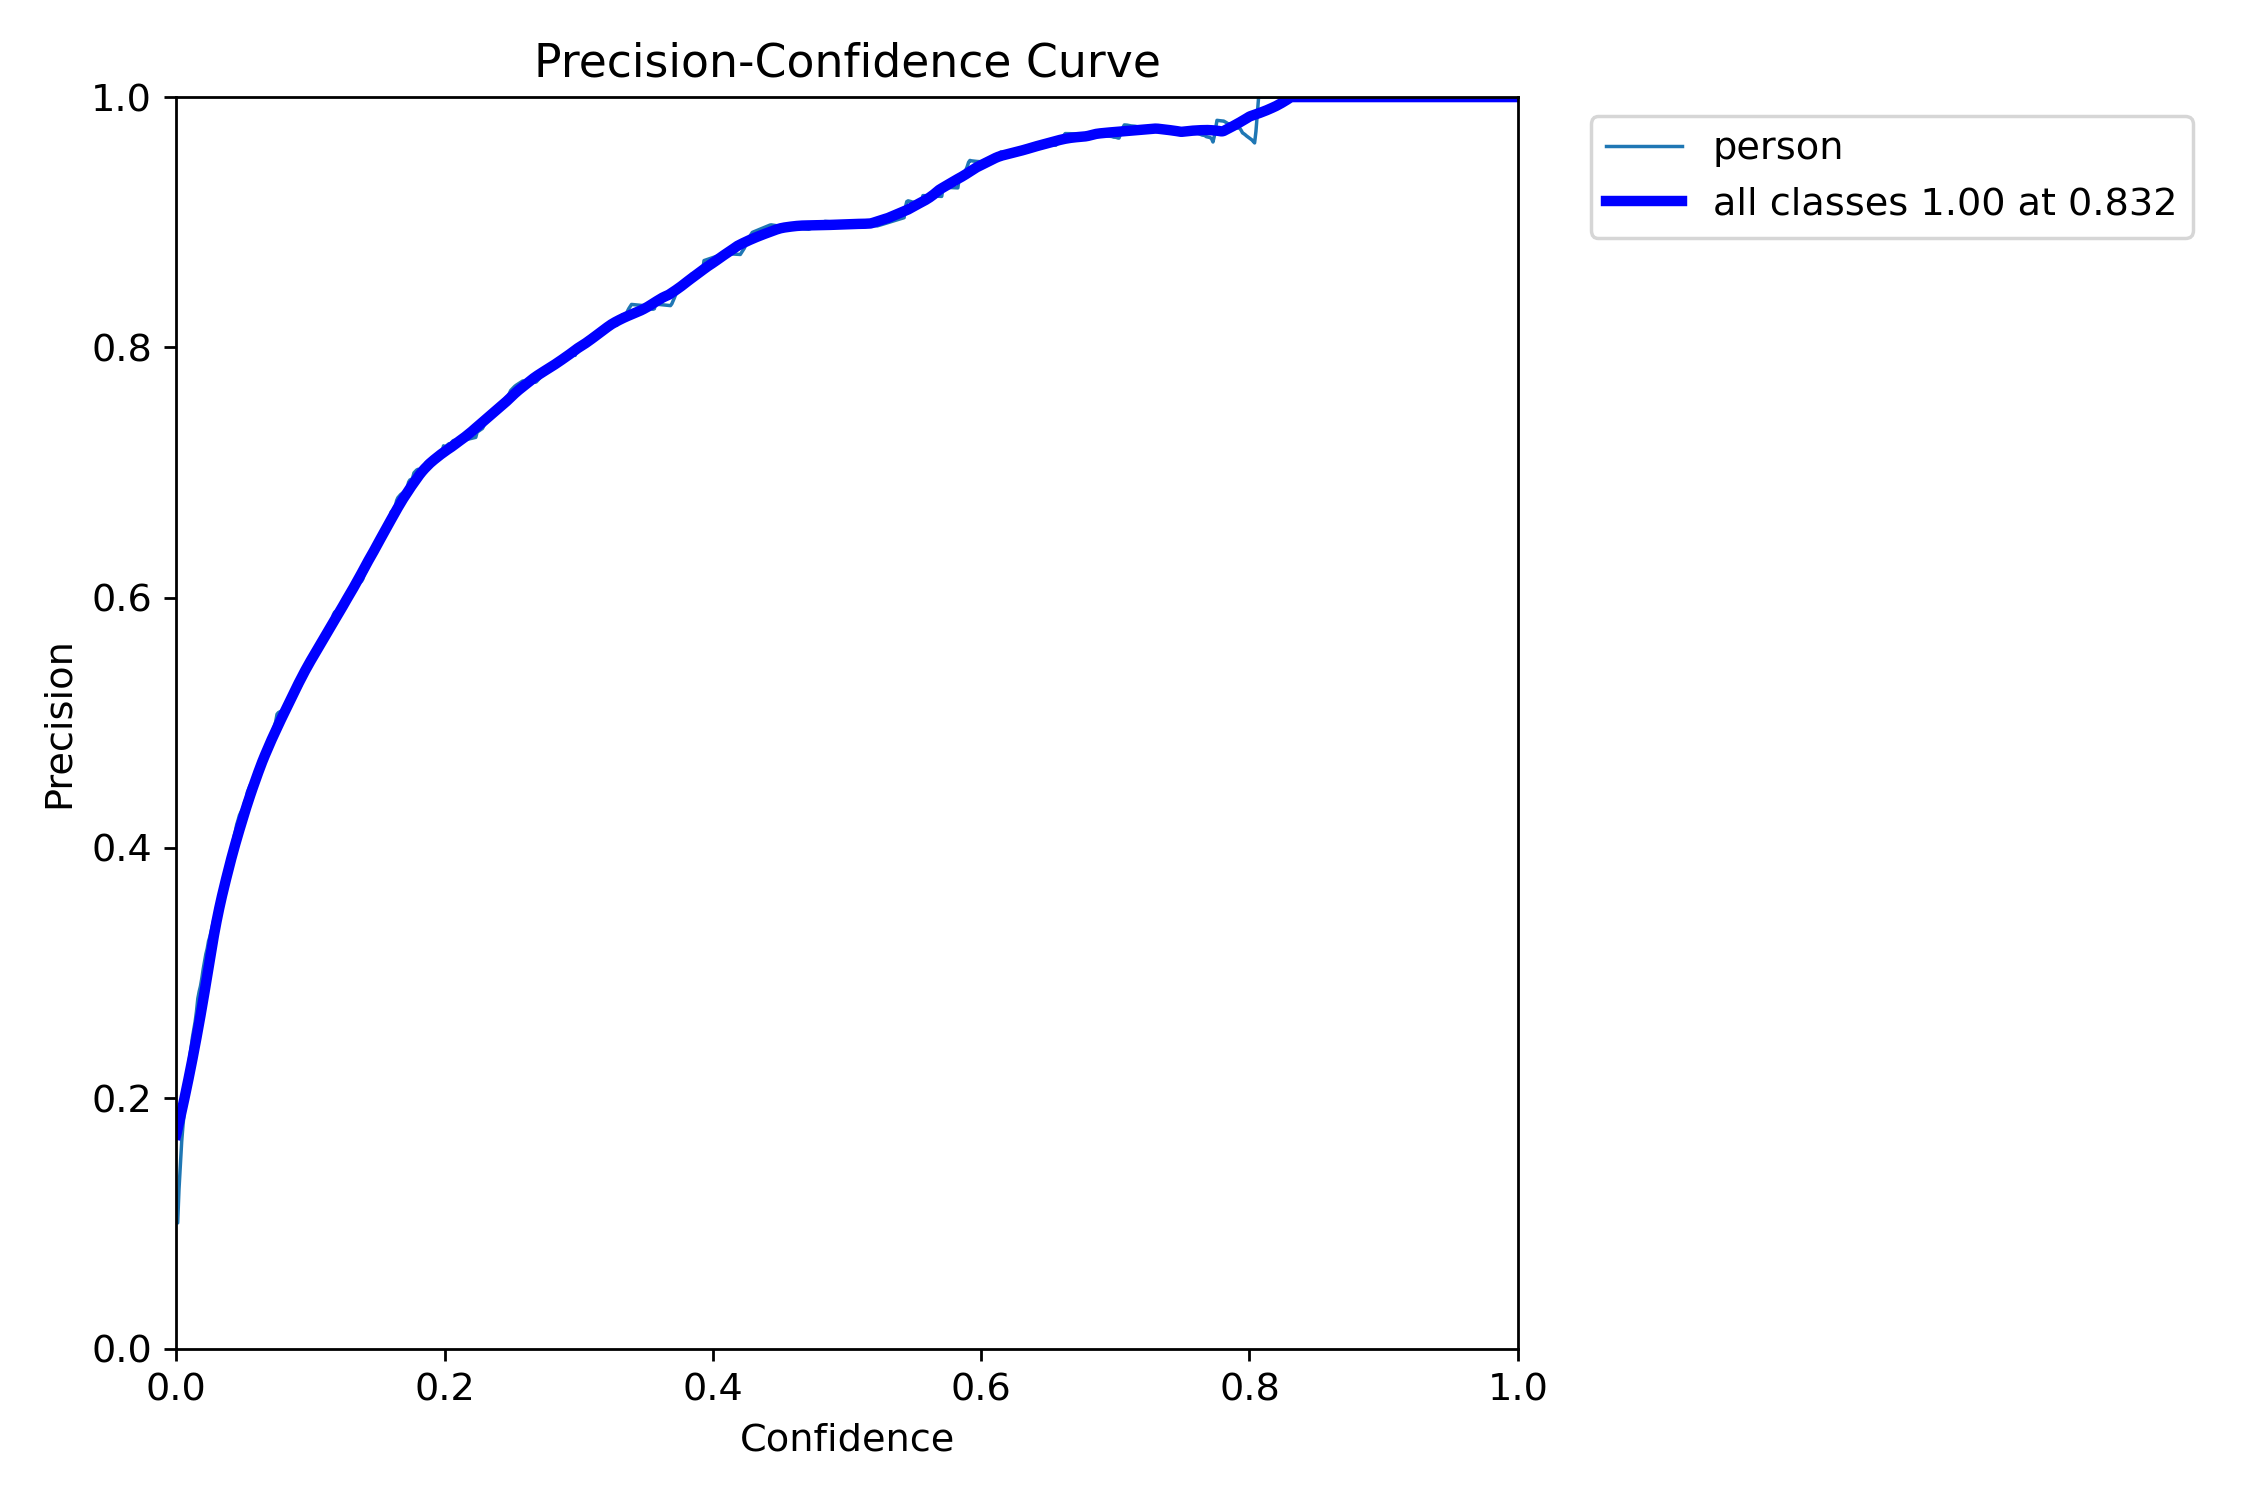 Precision-Confidence Curve
1.0
0.8
0.6
0.4
0.2
0.0
Precision
0.0 0.2 0.4 0.6 0.8 1.0
Confidence
person
all classes 1.00 at 0.832